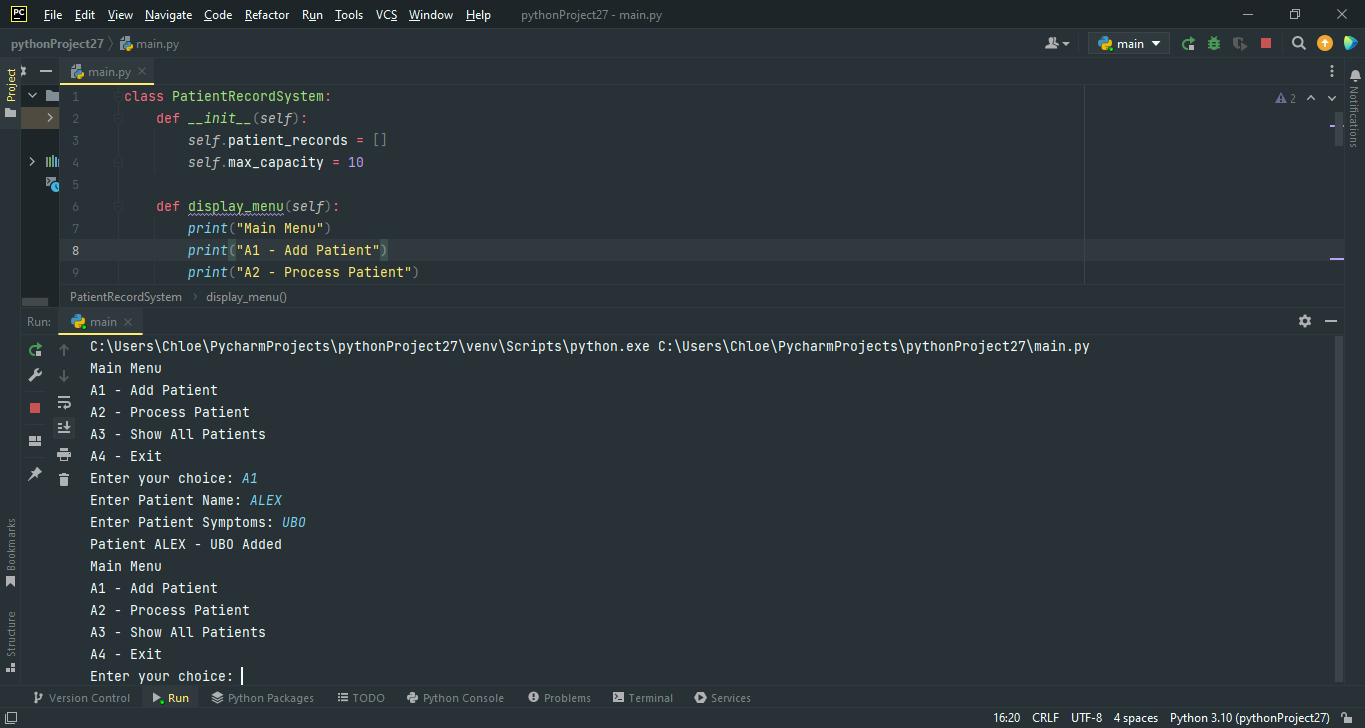 PC File Edit View Navigate Code Refactor Run Tools VCS Window Help pythonProject27 - main.py
pythonProject27 main.py main
Project main.py
1 class PatientRecordSystem: 2
2 def __init__(self):
3 self.patient_records = []
4 self.max_capacity = 10
5
6 def display_menu(self):
7 print("Main Menu")
8 print("A1 - Add Patient")
9 print("A2 - Process Patient")
Notifications
PatientRecordSystem display_menu()
Run: main
C:\Users\Chloe\PycharmProjects\pythonProject27\venv\Scripts\python.exe C:\Users\Chloe\PycharmProjects\pythonProject27\main.py
Main Menu
A1 - Add Patient
A2 - Process Patient
A3 - Show All Patients
A4 - Exit
Enter your choice: A1
Enter Patient Name: ALEX
Enter Patient Symptoms: UBO
Patient ALEX - UBO Added
Main Menu
A1 - Add Patient
A2 - Process Patient
A3 - Show All Patients
A4 - Exit
Enter your choice:
Bookmarks
Structure
Version Control Run Python Packages TODO Python Console Problems Terminal Services
16:20 CRLF UTF-8 4 spaces Python 3.10 (pythonProject27)